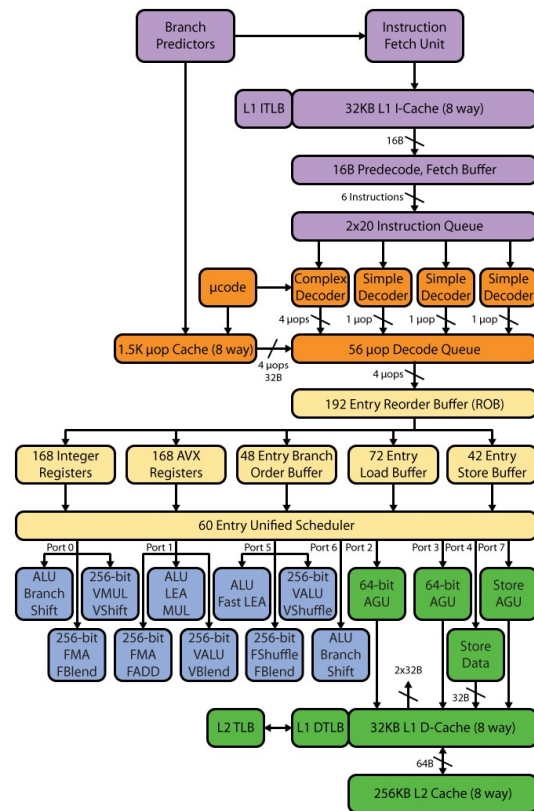 Branch
Predictors
Instruction
Fetch Unit
L1 ITLB
32KB L1 I-Cache (8 way)
16B
16B Predecode, Fetch Buffer
6 Instructions
2x20 Instruction Queue
µcode
Complex
Decoder
Simple
Decoder
Simple
Decoder
Simple
Decoder
4 µops
1 µop
1 µop
1 µop
1.5K µop Cache (8 way)
4 µops
32B
56 µop Decode Queue
4 µops
192 Entry Reorder Buffer (ROB)
168 Integer
Registers
168 AVX
Registers
48 Entry Branch
Order Buffer
72 Entry
Load Buffer
42 Entry
Store Buffer
60 Entry Unified Scheduler
Port 0
Port 1
Port 5
Port 6
Port 2
Port 3
Port 4
Port 7
ALU
Branch
Shift
256-bit
VMUL
VShift
ALU
LEA
MUL
ALU
Fast LEA
256-bit
VALU
VShuffle
64-bit
AGU
64-bit
AGU
Store
AGU
256-bit
FMA
FBlend
256-bit
FMA
FADD
256-bit
VALU
VBlend
256-bit
FShuffle
FBlend
ALU
Branch
Shift
Store
Data
2x32B
32B
L2 TLB
L1 DTLB
32KB L1 D-Cache (8 way)
64B
256KB L2 Cache (8 way)